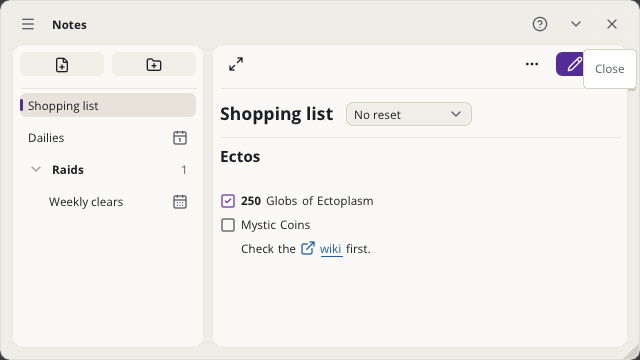 Notes
Close
Shopping list
Dailies
Raids 1
Weekly clears
Shopping list No reset
Ectos
250 Globs of Ectoplasm
Mystic Coins
Check the wiki first.